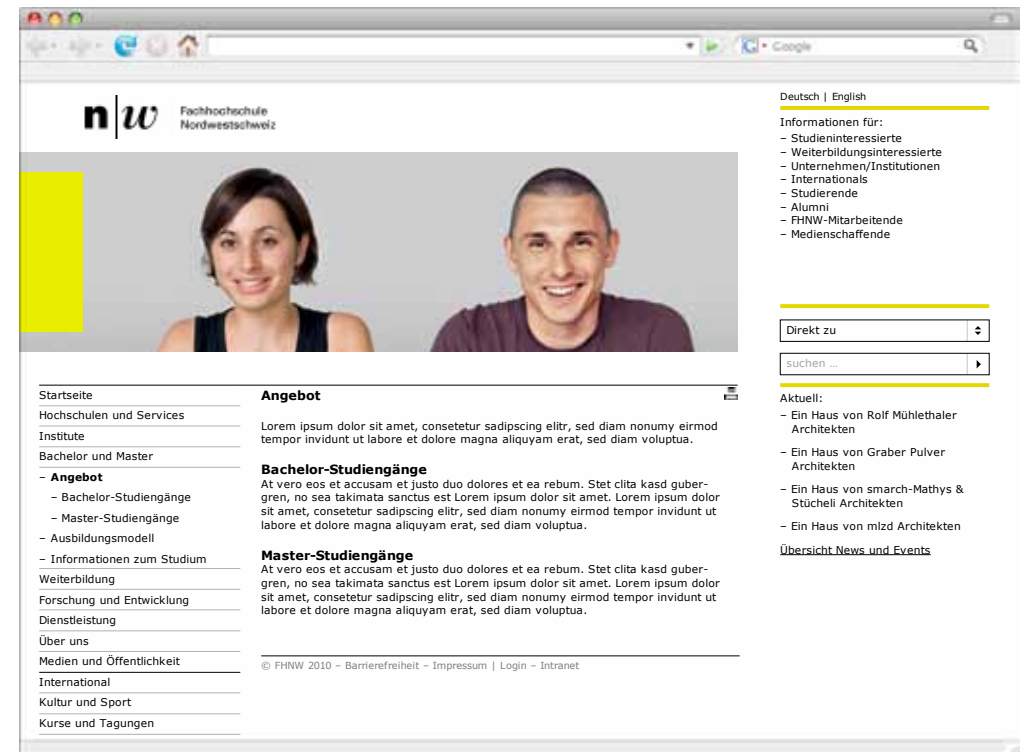 Google
n|w
Fachhochschule
Nordwestschweiz
Deutsch | English
Informationen für:
– Studieninteressierte
– Weiterbildungsinteressierte
– Unternehmen/Institutionen
– Internationals
– Studierende
– Alumni
– FHNW-Mitarbeitende
– Medienschaffende
Direkt zu
suchen ...
Aktuell:
– Ein Haus von Rolf Mühlethaler
Architekten
– Ein Haus von Graber Pulver
Architekten
– Ein Haus von smarch-Mathys &
Stücheli Architekten
– Ein Haus von mlzd Architekten
Übersicht News und Events
Startseite
Hochschulen und Services
Institute
Bachelor und Master
– Angebot
– Bachelor-Studiengänge
– Master-Studiengänge
– Ausbildungsmodell
– Informationen zum Studium
Weiterbildung
Forschung und Entwicklung
Dienstleistung
Über uns
Medien und Öffentlichkeit
International
Kultur und Sport
Kurse und Tagungen
Angebot
Lorem ipsum dolor sit amet, consetetur sadipscing elitr, sed diam nonumy eirmod
tempor invidunt ut labore et dolore magna aliquyam erat, sed diam voluptua.
Bachelor-Studiengänge
At vero eos et accusam et justo duo dolores et ea rebum. Stet clita kasd guber-
gren, no sea takimata sanctus est Lorem ipsum dolor sit amet. Lorem ipsum dolor
sit amet, consetetur sadipscing elitr, sed diam nonumy eirmod tempor invidunt ut
labore et dolore magna aliquyam erat, sed diam voluptua.
Master-Studiengänge
At vero eos et accusam et justo duo dolores et ea rebum. Stet clita kasd guber-
gren, no sea takimata sanctus est Lorem ipsum dolor sit amet. Lorem ipsum dolor
sit amet, consetetur sadipscing elitr, sed diam nonumy eirmod tempor invidunt ut
labore et dolore magna aliquyam erat, sed diam voluptua.
© FHNW 2010 – Barrierefreiheit – Impressum | Login – Intranet